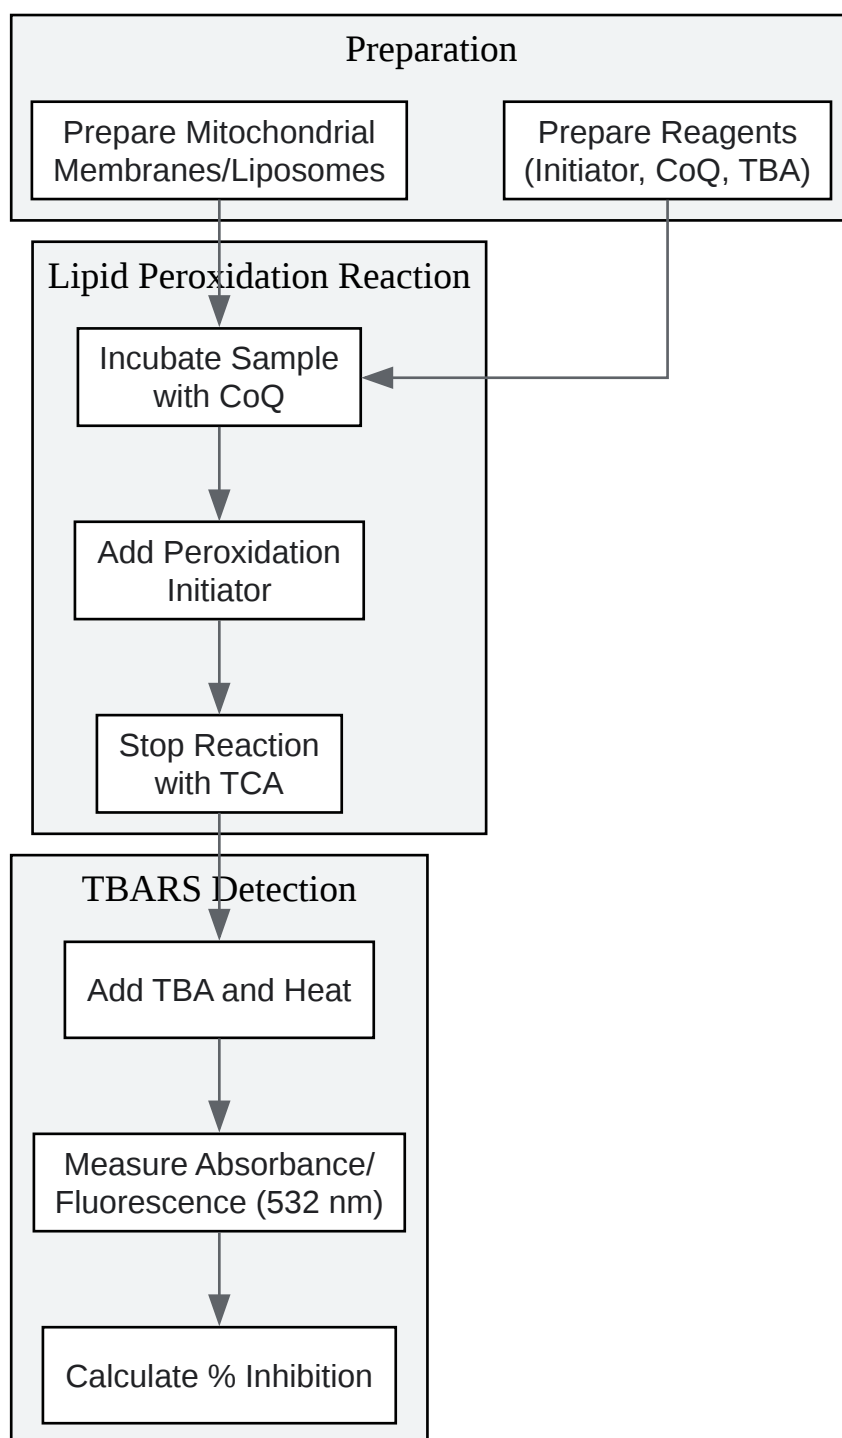 Preparation
Prepare Mitochondrial
Membranes/Liposomes
Prepare Reagents
(Initiator, CoQ, TBA)
Lipid Peroxidation Reaction
Incubate Sample
with CoQ
Add Peroxidation
Initiator
Stop Reaction
with TCA
TBARS Detection
Add TBA and Heat
Measure Absorbance/
Fluorescence (532 nm)
Calculate % Inhibition